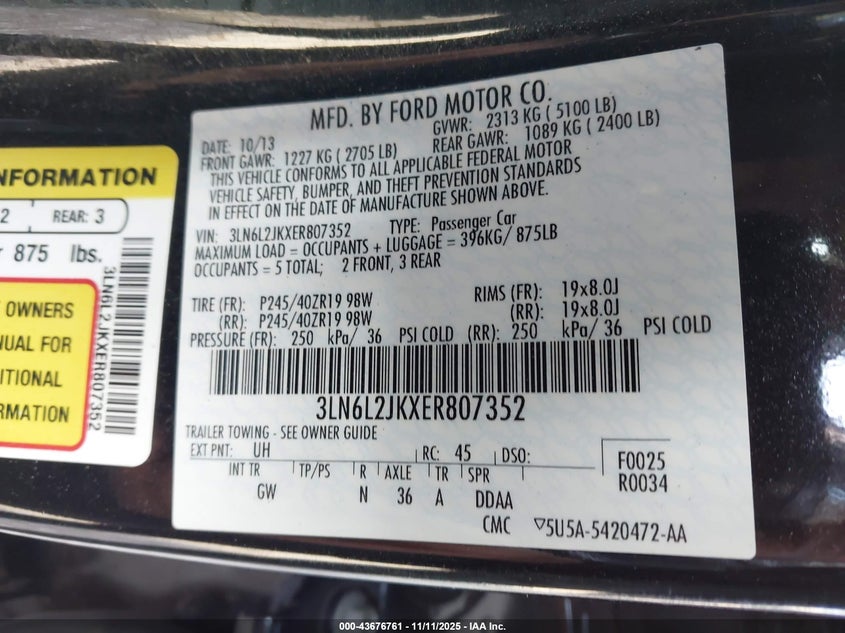 MFD. BY FORD MOTOR CO.
DATE: 10/13 GVWR: 2313 KG ( 5100 LB)
FRONT GAWR: 1227 KG ( 2705 LB) REAR GAWR: 1089 KG ( 2400 LB)
THIS VEHICLE CONFORMS TO ALL APPLICABLE FEDERAL MOTOR
VEHICLE SAFETY, BUMPER, AND THEFT PREVENTION STANDARDS
IN EFFECT ON THE DATE OF MANUFACTURE SHOWN ABOVE.
VIN: 3LN6L2JKXER807352 TYPE: Passenger Car
MAXIMUM LOAD = OCCUPANTS + LUGGAGE = 396KG/ 875LB
OCCUPANTS = 5 TOTAL; 2 FRONT, 3 REAR
TIRE (FR): P245/40ZR19 98W RIMS (FR): 19x8.0J
(RR): P245/40ZR19 98W (RR): 19x8.0J
PRESSURE (FR): 250 kPa/ 36 PSI COLD (RR): 250 kPa/ 36 PSI COLD
3LN6L2JKXER807352
TRAILER TOWING - SEE OWNER GUIDE
EXT PNT: UH RC: 45 DSO:
INT TR TP/PS R AXLE TR SPR
GW N 36 A DDAA
F0025
R0034
CMC ▽5U5A-5420472-AA
NFORMATION
2 REAR: 3
875 lbs.
OWNERS
UAL FOR
ITIONAL
RMATION
3LN6L2JKXER807352
000-43676761 - 11/11/2025 - IAA Inc.